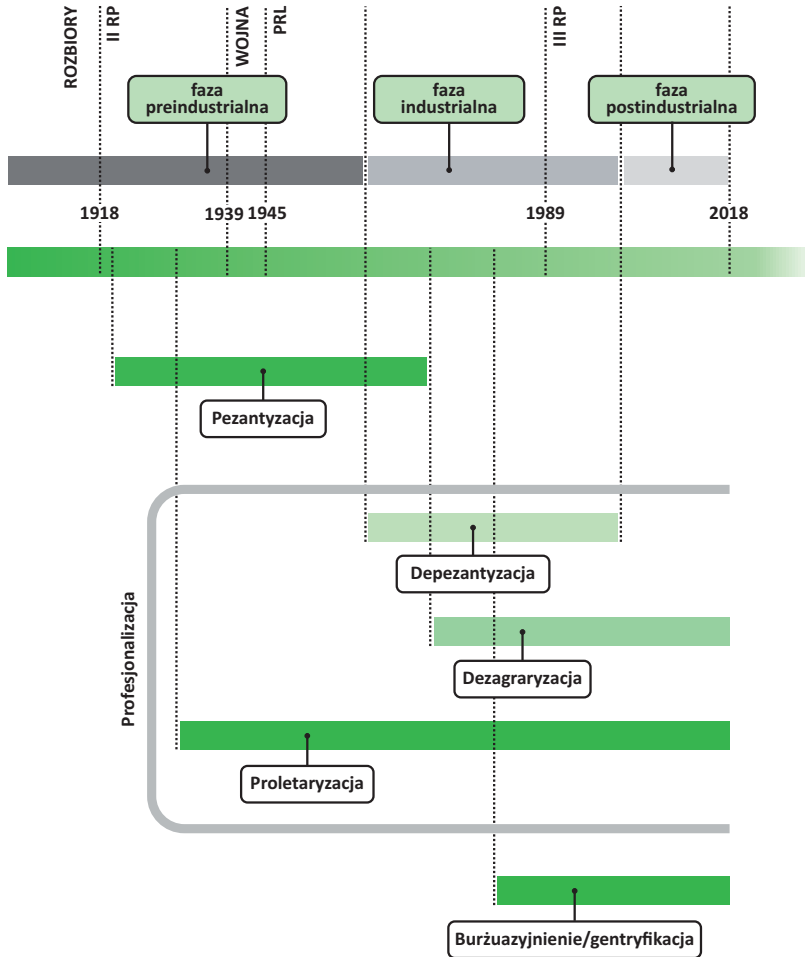 ROZBIORY
II RP
WOJNA
PRL
III RP
faza
preindustrialna
faza
industrialna
faza
postindustrialna
1918
1939
1945
1989
2018
Pezantyzacja
Profesjonalizacja
Depezantyzacja
Dezagraryzacja
Proletaryzacja
Burżuazyjnienie/gentryfikacja